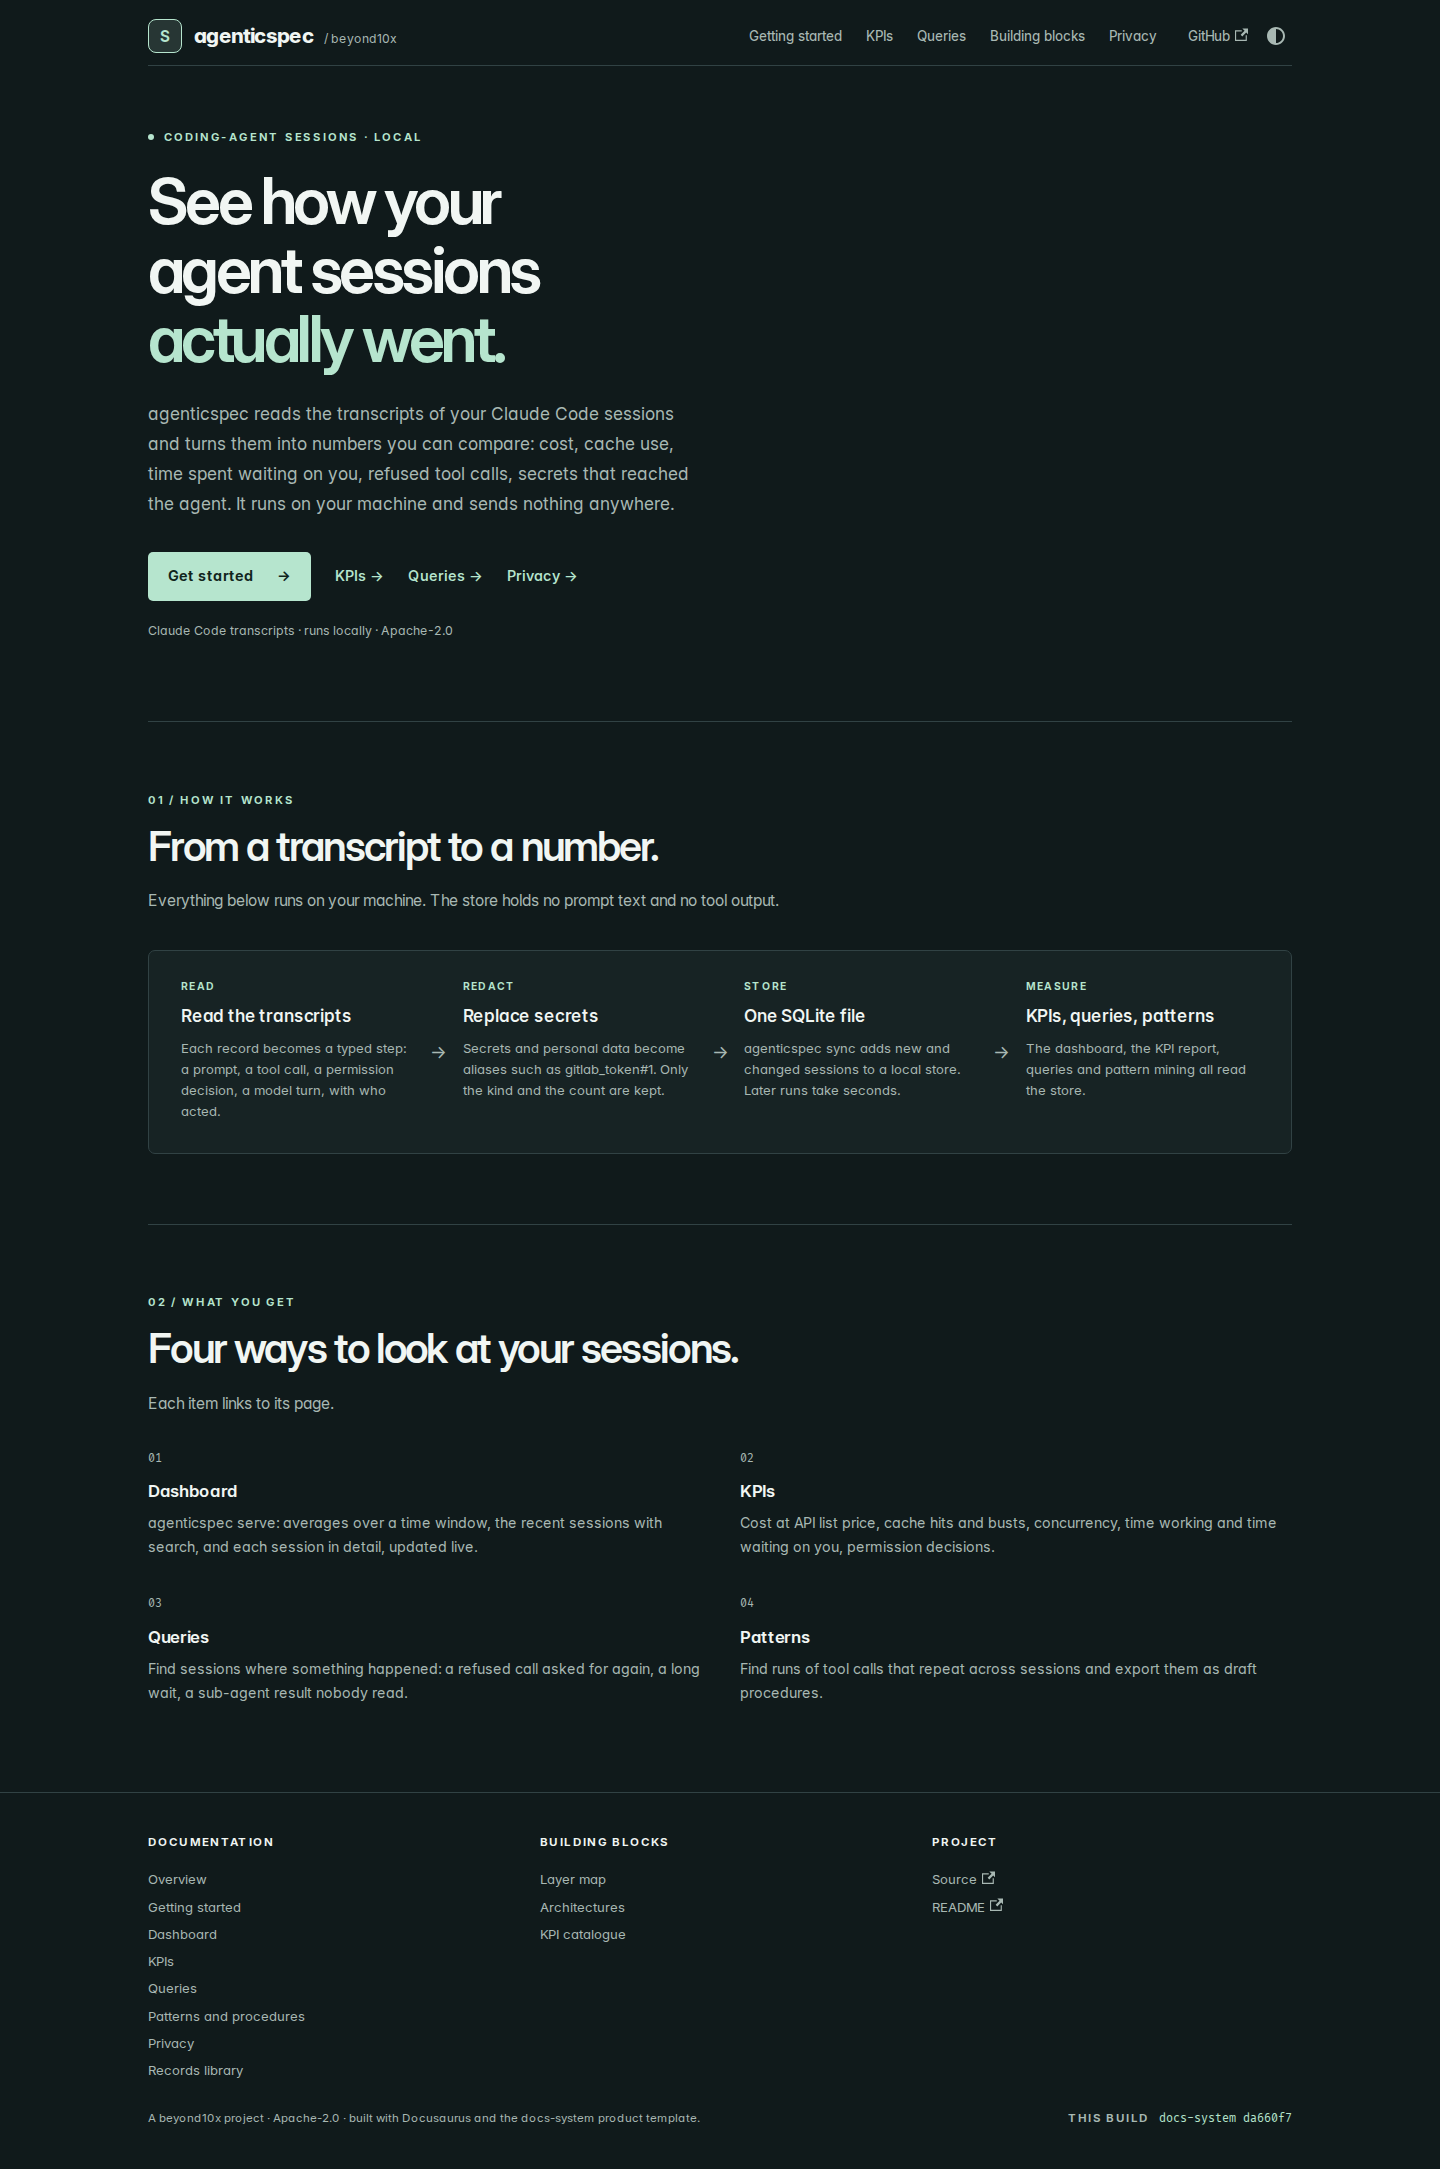 S agenticspec / beyond10x Getting started KPIs Queries Building blocks Privacy GitHub
CODING-AGENT SESSIONS · LOCAL
See how your
agent sessions
actually went.
agenticspec reads the transcripts of your Claude Code sessions
and turns them into numbers you can compare: cost, cache use,
time spent waiting on you, refused tool calls, secrets that reached
the agent. It runs on your machine and sends nothing anywhere.
Get started → KPIs → Queries → Privacy →
Claude Code transcripts · runs locally · Apache-2.0
01 / HOW IT WORKS
From a transcript to a number.
Everything below runs on your machine. The store holds no prompt text and no tool output.
READ
Read the transcripts
Each record becomes a typed step:
a prompt, a tool call, a permission
decision, a model turn, with who
acted.
→
REDACT
Replace secrets
Secrets and personal data become
aliases such as gitlab_token#1. Only
the kind and the count are kept.
→
STORE
One SQLite file
agenticspec sync adds new and
changed sessions to a local store.
Later runs take seconds.
→
MEASURE
KPIs, queries, patterns
The dashboard, the KPI report,
queries and pattern mining all read
the store.
02 / WHAT YOU GET
Four ways to look at your sessions.
Each item links to its page.
01
Dashboard
agenticspec serve: averages over a time window, the recent sessions with
search, and each session in detail, updated live.
02
KPIs
Cost at API list price, cache hits and busts, concurrency, time working and time
waiting on you, permission decisions.
03
Queries
Find sessions where something happened: a refused call asked for again, a long
wait, a sub-agent result nobody read.
04
Patterns
Find runs of tool calls that repeat across sessions and export them as draft
procedures.
DOCUMENTATION
Overview
Getting started
Dashboard
KPIs
Queries
Patterns and procedures
Privacy
Records library
BUILDING BLOCKS
Layer map
Architectures
KPI catalogue
PROJECT
Source
README
A beyond10x project · Apache-2.0 · built with Docusaurus and the docs-system product template.
THIS BUILD docs-system da660f7